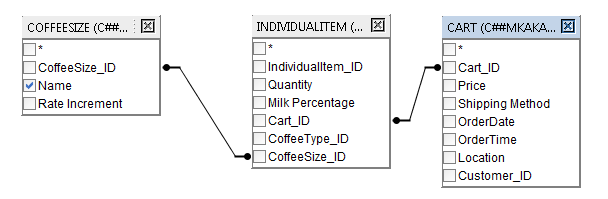 COFFEESIZE (C##...
*
CoffeeSize_ID
Name
Rate Increment
INDIVIDUALITEM (...
*
IndividualItem_ID
Quantity
Milk Percentage
Cart_ID
CoffeeType_ID
CoffeeSize_ID
CART (C##MKAKA...
*
Cart_ID
Price
Shipping Method
OrderDate
OrderTime
Location
Customer_ID